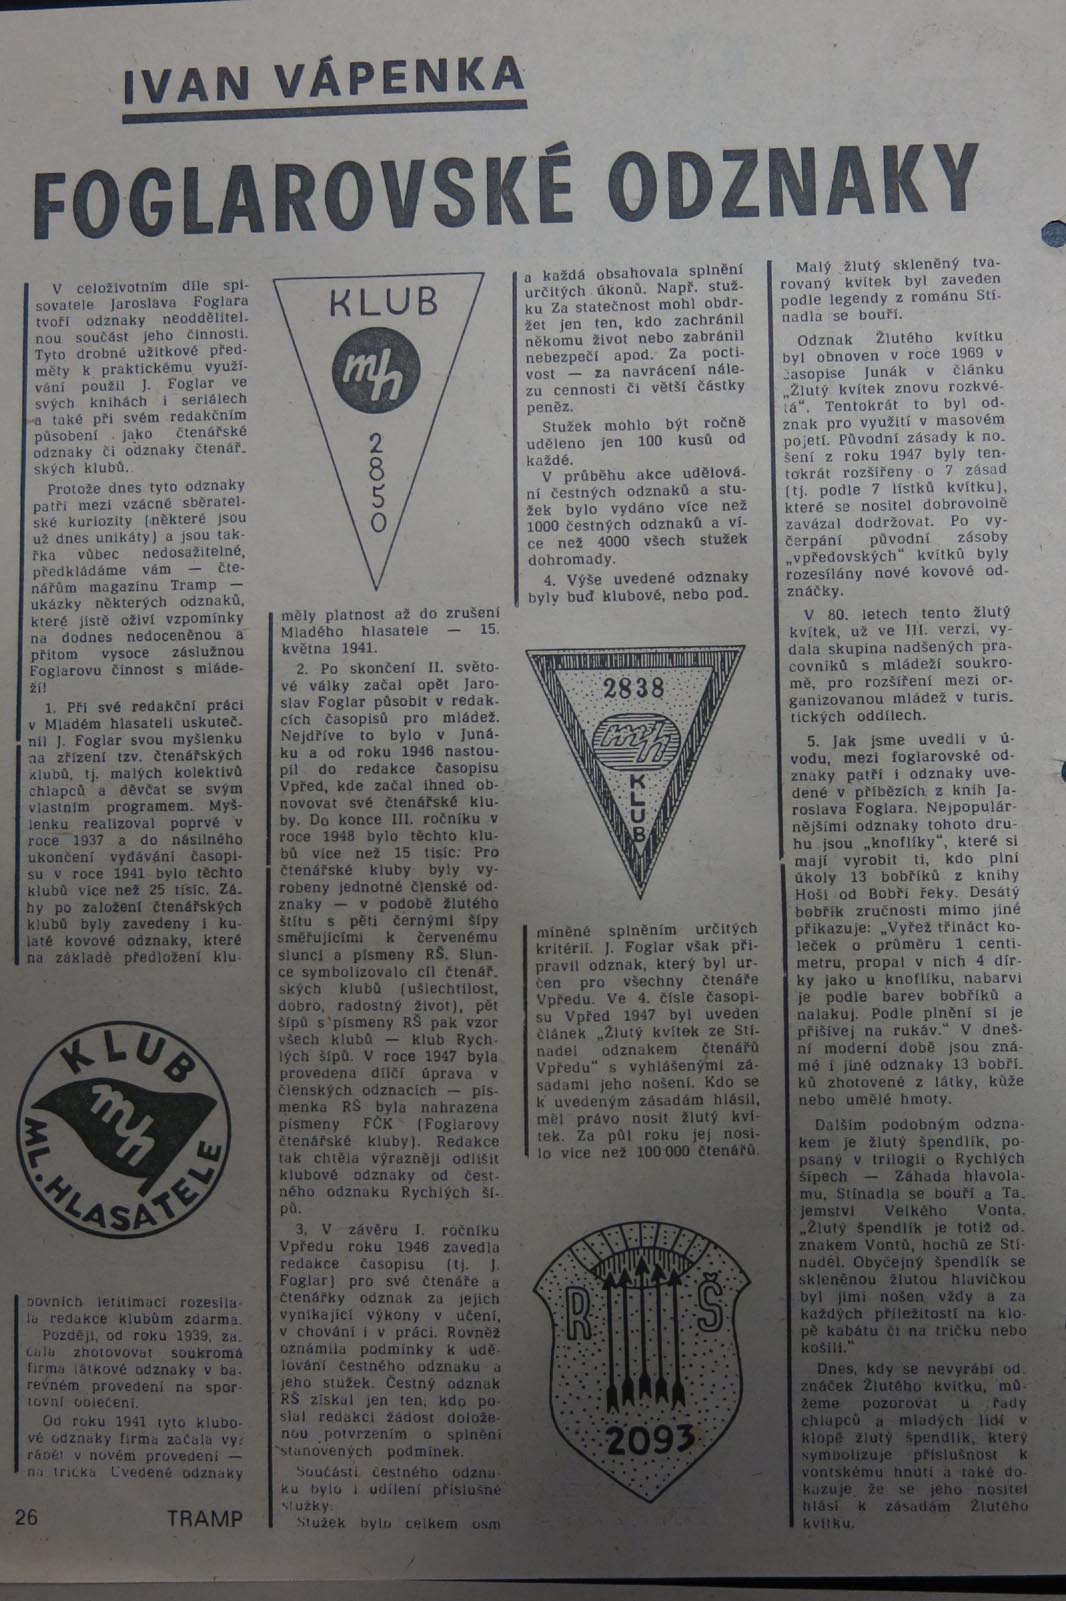 IVAN VÁPENKA
FOGLAROVSKÉ ODZNAKY
V celoživotním díle spi-
sovatele Jaroslava Foglara
tvoří odznaky neoddělitel-
nou součást jeho činnosti.
Tyto drobné užitkové před-
měty k praktickému využí-
vání použil J. Foglar ve
svých knihách i seriálech
a také při svém redakčním
působení jako čtenářské
odznaky či odznaky čtenář-
ských klubů.
Protože dnes tyto odznaky
patří mezi vzácné sběratel-
ské kuriozity (některé jsou
už dnes unikáty) a jsou tak-
řka vůbec nedosažitelné,
předkládáme vám — čte-
nářům magazínu Tramp —
ukázky některých odznaků,
které jistě oživí vzpomínky
na dodnes nedoceněnou a
přitom vysoce záslužnou
Foglarovu činnost s mláde-
ží!
1. Při své redakční práci
v Mladém hlasateli uskuteč-
nil J. Foglar svou myšlenku
na zřízení tzv. čtenářských
klubů, tj. malých kolektivů
chlapců a děvčat se svým
vlastním programem. Myš-
lenku realizoval poprvé v
roce 1937 a do násilného
ukončení vydávání časopi-
su v roce 1941 bylo těchto
klubů více než 25 tisíc. Zá-
hy po založení čtenářských
klubů byly zavedeny i ku-
laté kovové odznaky, které
na základě předložení klu-
KLUB
mh
ML. HLASATELE
bovních letitimací rozesíla-
la redakce klubům zdarma.
Později, od roku 1939, za-
čala zhotovovat soukromá
firma látkové odznaky v ba-
revném provedení na spor-
tovní oblečení.
Od roku 1941 tyto klubo-
vé odznaky firma začala vy-
rábět v novém provedení —
na trička. Uvedené odznaky
KLUB
mh
2
8
5
0
měly platnost až do zrušení
Mladého hlasatele — 15.
května 1941.
2. Po skončení II. světo-
vé války začal opět Jaro-
slav Foglar působit v redak-
cích časopisů pro mládež.
Nejdříve to bylo v Juná-
ku a od roku 1946 nastou-
pil do redakce časopisu
Vpřed, kde začal ihned ob-
novovat své čtenářské klu-
by. Do konce III. ročníku v
roce 1948 bylo těchto klu-
bů více než 15 tisíc. Pro
čtenářské kluby byly vy-
robeny jednotné členské od-
znaky — v podobě žlutého
štítu s pěti černými šípy
směřujícími k červenému
slunci a písmeny RŠ. Slun-
ce symbolizovalo cíl čtenář-
ských klubů (ušlechtilost,
dobro, radostný život), pět
šípů s písmeny RŠ pak vzor
všech klubů — klub Rych-
lých šípů. V roce 1947 byla
provedena dílčí úprava v
členských odznacích — pís-
menka RŠ byla nahrazena
písmeny FČK (Foglarovy
čtenářské kluby). Redakce
tak chtěla výrazněji odlišit
klubové odznaky od čest-
ného odznaku Rychlých ší-
pů.
3. V závěru I. ročníku
Vpředu roku 1946 zavedla
redakce časopisu (tj. J.
Foglar) pro své čtenáře a
čtenářky odznak za jejich
vynikající výkony v učení,
v chování i v práci. Rovněž
oznámila podmínky k udě-
lování čestného odznaku a
jeho stužek. Čestný odznak
RŠ získal jen ten, kdo po-
slal redakci žádost dolože-
nou potvrzením o splnění
stanovených podmínek.
Součástí čestného odzna-
ku bylo i udílení příslušné
stužky.
Stužek bylo celkem osm
a každá obsahovala splnění
určitých úkonů. Např. stuž-
ku Za statečnost mohl obdr-
žet jen ten, kdo zachránil
někomu život nebo zabránil
nebezpečí apod. Za pocti-
vost — za navrácení nále-
zu cennosti či větší částky
peněz.
Stužek mohlo být ročně
uděleno jen 100 kusů od
každé.
V průběhu akce udělová-
ní čestných odznaků a stu-
žek bylo vydáno více než
1000 čestných odznaků a ví-
ce než 4000 všech stužek
dohromady.
4. Výše uvedené odznaky
byly buď klubové, nebo pod-
2838
mh
K
L
U
B
míněné splněním určitých
kritérií. J. Foglar však při-
pravil odznak, který byl ur-
čen pro všechny čtenáře
Vpředu. Ve 4. čísle časopi-
su Vpřed 1947 byl uveden
článek „Žlutý kvítek ze Stí-
nadel odznakem čtenářů
Vpředu" s vyhlášenými zá-
sadami jeho nošení. Kdo se
k uvedeným zásadám hlásil,
měl právo nosit žlutý kví-
tek. Za půl roku jej nosi-
lo více než 100 000 čtenářů.
R Š
2093
Malý žlutý skleněný tva-
rovaný kvítek byl zaveden
podle legendy z románu Stí-
nadla se bouří.
Odznak Žlutého kvítku
byl obnoven v roce 1969 v
časopise Junák v článku
„Žlutý kvítek znovu rozkvé-
tá". Tentokrát to byl od-
znak pro využití v masovém
pojetí. Původní zásady k no-
šení z roku 1947 byly ten-
tokrát rozšířeny o 7 zásad
(tj. podle 7 lístků kvítku),
které se nositel dobrovolně
zavázal dodržovat. Po vy-
čerpání původní zásoby
„vpředovských" kvítků byly
rozesílány nové kovové od-
znáčky.
V 80. letech tento žlutý
kvítek, už ve III. verzi, vy-
dala skupina nadšených pra-
covníků s mládeží soukro-
mě, pro rozšíření mezi or-
ganizovanou mládež v turis-
tických oddílech.
5. Jak jsme uvedli v ú-
vodu, mezi foglarovské od-
znaky patří i odznaky uve-
dené v příbězích z knih Ja-
roslava Foglara. Nejpopulár-
nějšími odznaky tohoto dru-
hu jsou „knoflíky", které si
mají vyrobit ti, kdo plní
úkoly 13 bobříků z knihy
Hoši od Bobří řeky. Desátý
bobřík zručnosti mimo jiné
přikazuje: „Vyřež třináct ko-
leček o průměru 1 centi-
metru, propal v nich 4 dír-
ky jako u knoflíku, nabarvi
je podle barev bobříků a
nalakuj. Podle plnění si je
přišívej na rukáv." V dneš-
ní moderní době jsou zná-
mé i jiné odznaky 13 bobří-
ků zhotovené z látky, kůže
nebo umělé hmoty.
Dalším podobným odzna-
kem je žlutý špendlík, po-
psaný v trilogii o Rychlých
šípech — Záhada hlavola-
mu, Stínadla se bouří a Ta-
jemství Velkého Vonta.
„Žlutý špendlík je totiž od-
znakem Vontů, hochů ze Stí-
nadel. Obyčejný špendlík se
skleněnou žlutou hlavičkou
byl jimi nošen vždy a za
každých příležitostí na klo-
pě kabátu či na tričku nebo
košili."
Dnes, kdy se nevyrábí od-
znáček Žlutého kvítku, mů-
žeme pozorovat u řady
chlapců a mladých lidí v
klopě žlutý špendlík, který
symbolizuje příslušnost k
vontskému hnutí a také do-
kazuje, že se jeho nositel
hlásí k zásadám Žlutého
kvítku.
26 TRAMP